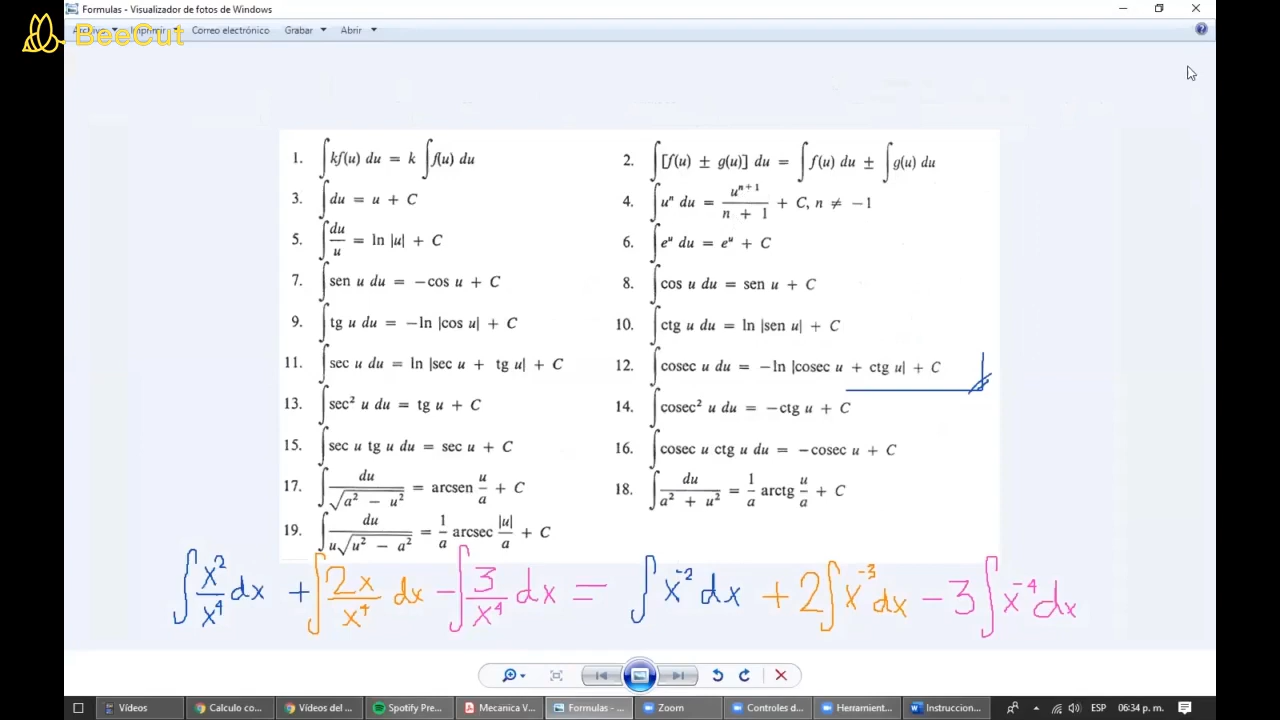 Formulas - Visualizador de fotos de Windows
BeeCut
Archivo Imprimir Correo electrónico Grabar Abrir
1. ∫kf(u) du = k ∫f(u) du
2. ∫[f(u) ± g(u)] du = ∫f(u) du ± ∫g(u) du
3. ∫du = u + C
4. ∫uⁿ du = uⁿ⁺¹/(n + 1) + C, n ≠ −1
5. ∫du/u = ln |u| + C
6. ∫eᵘ du = eᵘ + C
7. ∫sen u du = −cos u + C
8. ∫cos u du = sen u + C
9. ∫tg u du = −ln |cos u| + C
10. ∫ctg u du = ln |sen u| + C
11. ∫sec u du = ln |sec u + tg u| + C
12. ∫cosec u du = −ln |cosec u + ctg u| + C
13. ∫sec² u du = tg u + C
14. ∫cosec² u du = −ctg u + C
15. ∫sec u tg u du = sec u + C
16. ∫cosec u ctg u du = −cosec u + C
17. ∫du/√(a² − u²) = arcsen u/a + C
18. ∫du/(a² + u²) = 1/a arctg u/a + C
19. ∫du/(u√(u² − a²)) = 1/a arcsec |u|/a + C
∫x²/x⁴ dx + ∫2x/x⁴ dx − ∫3/x⁴ dx = ∫x⁻² dx + 2∫x⁻³ dx − 3∫x⁻⁴ dx
Vídeos
Calculo co...
Vídeos del ...
Spotify Pre...
Mecanica V...
Formulas - ...
Zoom
Controles d...
Herramient...
Instruccion...
ESP
06:34 p. m.